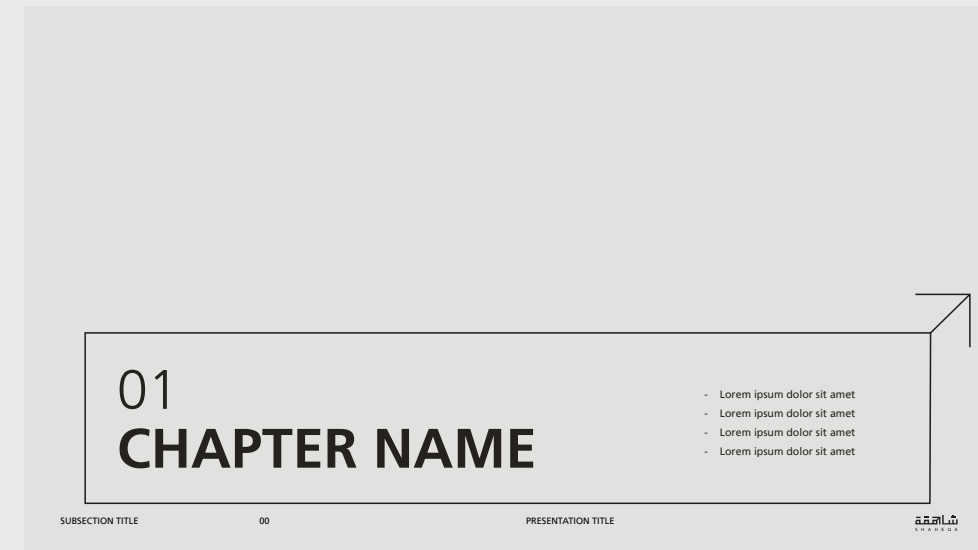 01
CHAPTER NAME
- Lorem ipsum dolor sit amet
- Lorem ipsum dolor sit amet
- Lorem ipsum dolor sit amet
- Lorem ipsum dolor sit amet
SUBSECTION TITLE
00
PRESENTATION TITLE
شاهقة
SHAHEQA